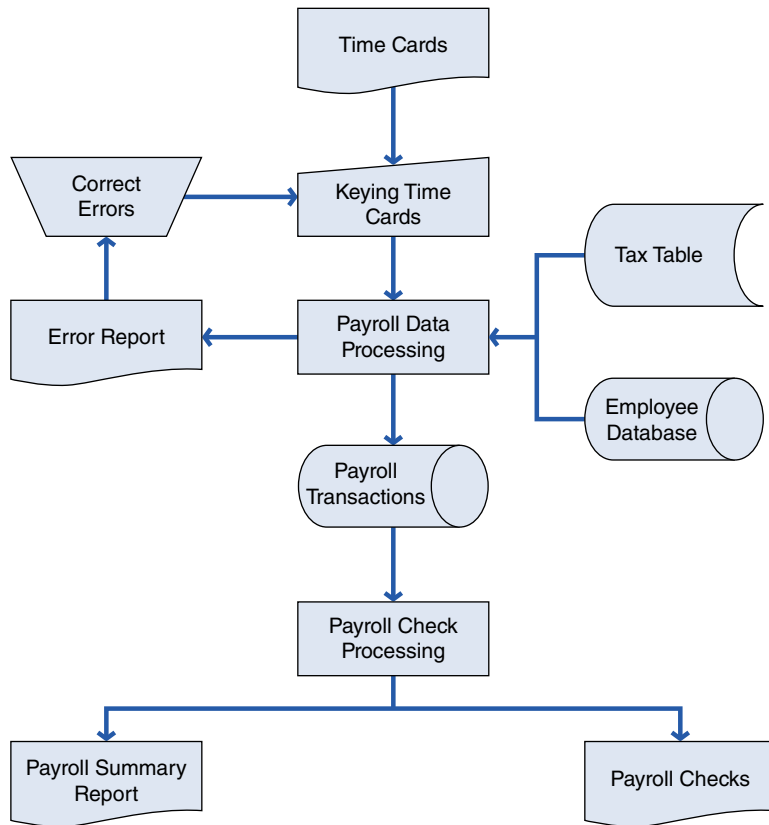 Time Cards
Correct
Errors
Keying Time
Cards
Tax Table
Error Report
Payroll Data
Processing
Employee
Database
Payroll
Transactions
Payroll Check
Processing
Payroll Summary
Report
Payroll Checks